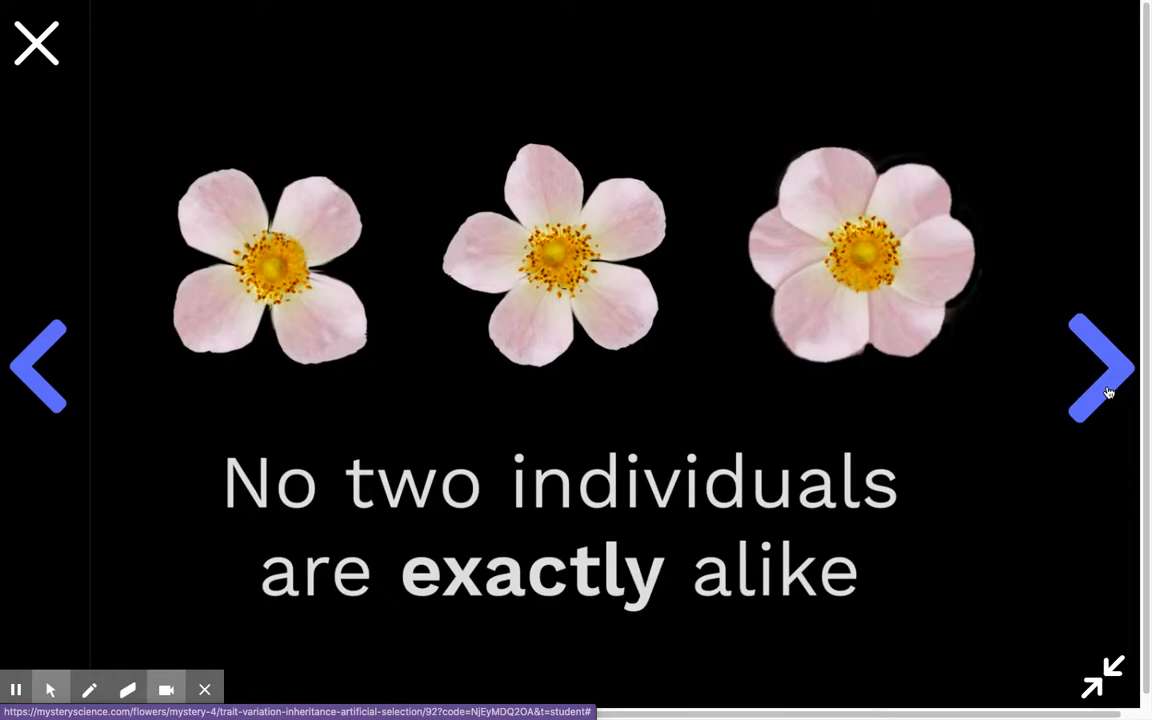 No two individuals
are exactly alike
https://mysteryscience.com/flowers/mystery-4/trait-variation-inheritance-artificial-selection/92?code=NjEyMDQ2OA&t=student#